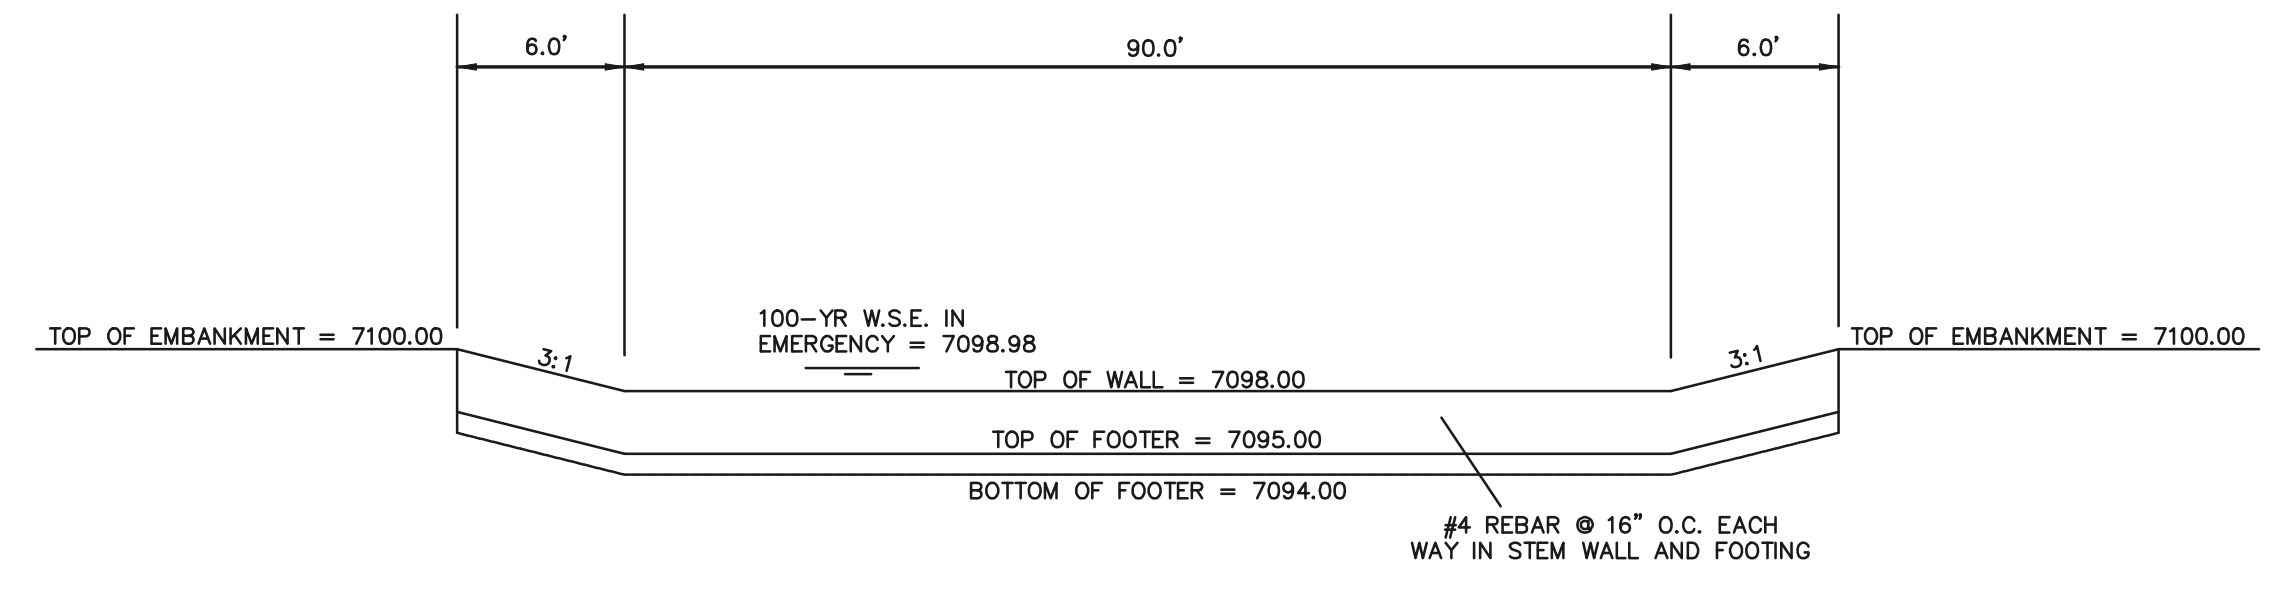 6.0' 90.0' 6.0'
100-YR W.S.E. IN
EMERGENCY = 7098.98
TOP OF EMBANKMENT = 7100.00
TOP OF EMBANKMENT = 7100.00
3:1
3:1
TOP OF WALL = 7098.00
TOP OF FOOTER = 7095.00
BOTTOM OF FOOTER = 7094.00
#4 REBAR @ 16" O.C. EACH
WAY IN STEM WALL AND FOOTING